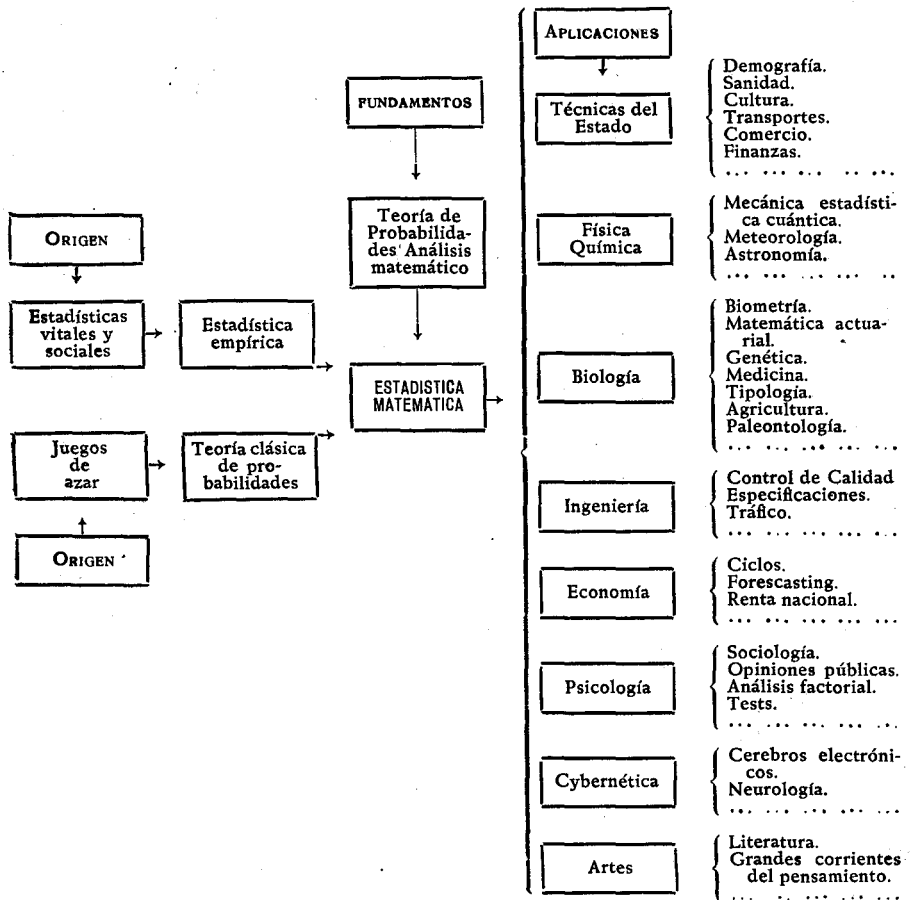 ORIGEN
Estadísticas
vitales y
sociales
Estadística
empírica
Juegos
de
azar
Teoría clásica
de pro-
babilidades
ORIGEN
FUNDAMENTOS
Teoría de
Probabilida-
des Análisis
matemático
ESTADISTICA
MATEMATICA
APLICACIONES
Técnicas del
Estado
Demografía.
Sanidad.
Cultura.
Transportes.
Comercio.
Finanzas.
... ... ... ... ...
Física
Química
Mecánica estadísti-
ca cuántica.
Meteorología.
Astronomía.
... ... ... ... ...
Biología
Biometría.
Matemática actua-
rial.
Genética.
Medicina.
Tipología.
Agricultura.
Paleontología.
... ... ... ... ...
Ingeniería
Control de Calidad
Especificaciones.
Tráfico.
... ... ... ... ...
Economía
Ciclos.
Forescasting.
Renta nacional.
... ... ... ... ...
Psicología
Sociología.
Opiniones públicas.
Análisis factorial.
Tests.
... ... ... ... ...
Cybernética
Cerebros electróni-
cos.
Neurología.
... ... ... ... ...
Artes
Literatura.
Grandes corrientes
del pensamiento.
... ... ... ... ...